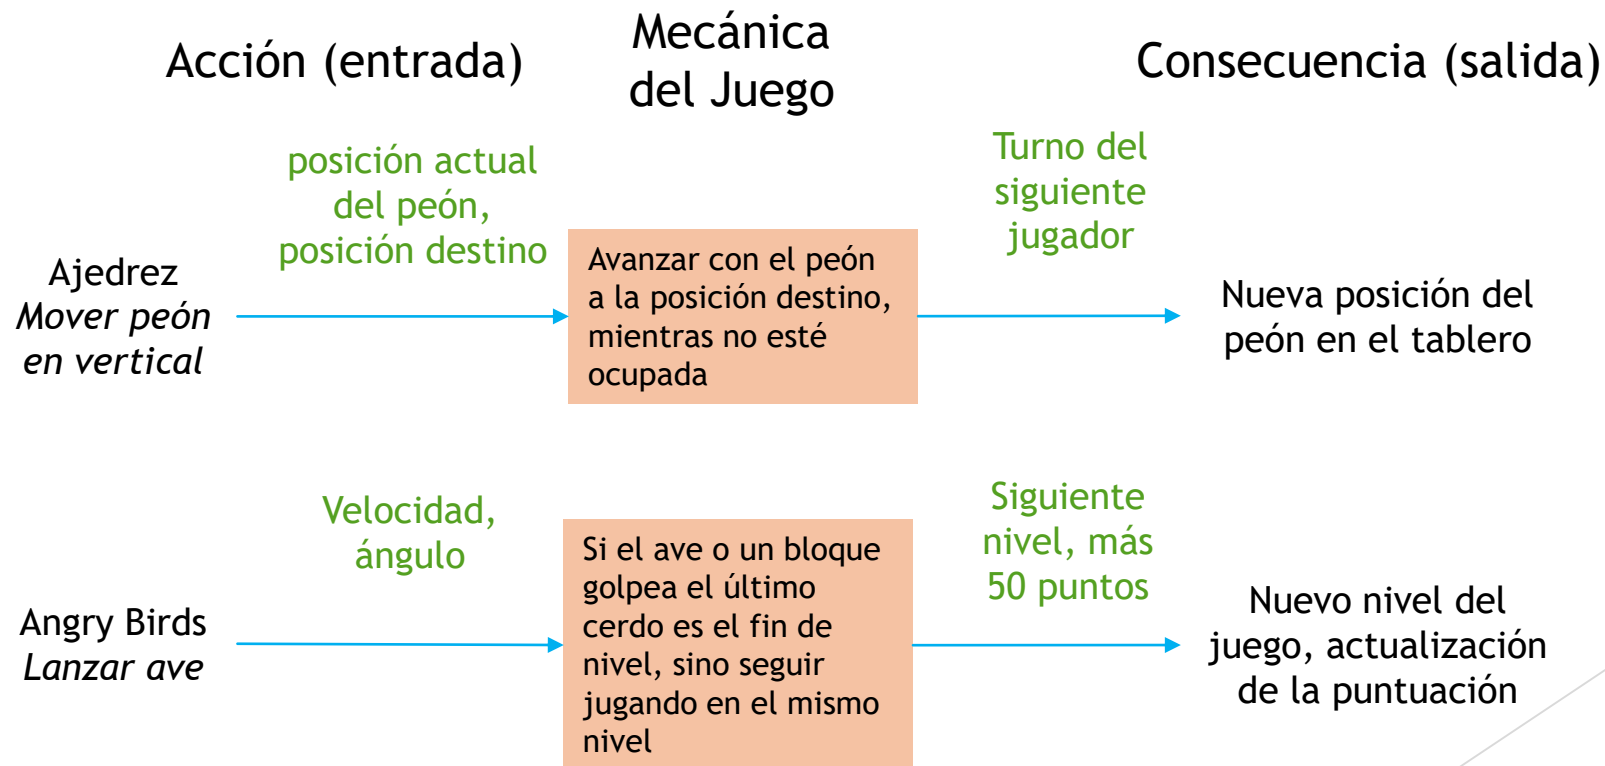 Acción (entrada)
Mecánica
del Juego
Consecuencia (salida)
posición actual
del peón,
posición destino
Turno del
siguiente
jugador
Ajedrez
Mover peón
en vertical
Avanzar con el peón
a la posición destino,
mientras no esté
ocupada
Nueva posición del
peón en el tablero
Velocidad,
ángulo
Siguiente
nivel, más
50 puntos
Angry Birds
Lanzar ave
Si el ave o un bloque
golpea el último
cerdo es el fin de
nivel, sino seguir
jugando en el mismo
nivel
Nuevo nivel del
juego, actualización
de la puntuación